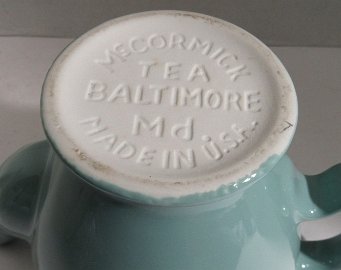 McCORMICK
TEA
BALTIMORE
Md
MADE IN U.S.A.